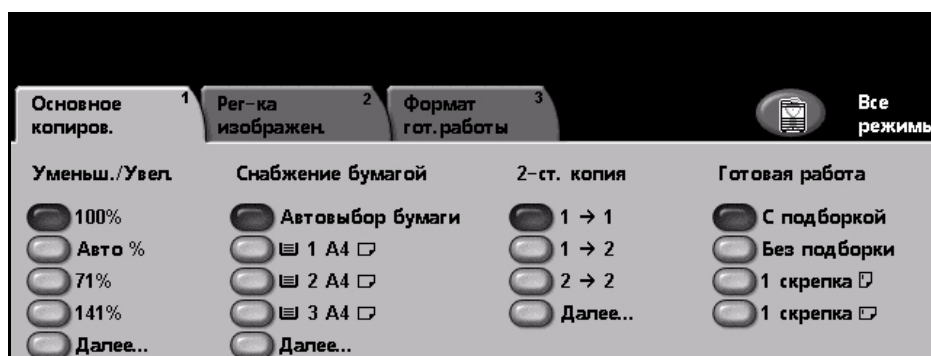 Основное копиров. 1
Рег-ка изображен. 2
Формат гот. работы 3
Все режимы
Уменьш./Увел.
100%
Авто %
71%
141%
Далее...
Снабжение бумагой
Автовыбор бумаги
1 A4
2 A4
3 A4
Далее...
2-ст. копия
1 → 1
1 → 2
2 → 2
Далее...
Готовая работа
С подборкой
Без подборки
1 скрепка
1 скрепка